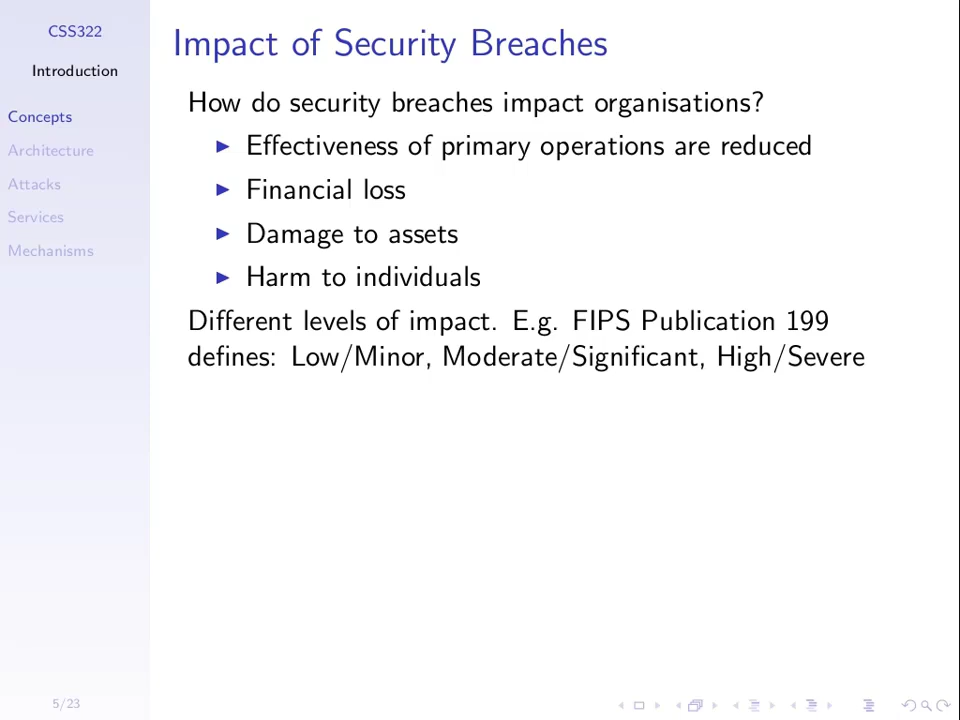 CSS322
Introduction
Concepts
Architecture
Attacks
Services
Mechanisms
5/23
Impact of Security Breaches
How do security breaches impact organisations?
Effectiveness of primary operations are reduced
Financial loss
Damage to assets
Harm to individuals
Different levels of impact. E.g. FIPS Publication 199
defines: Low/Minor, Moderate/Significant, High/Severe